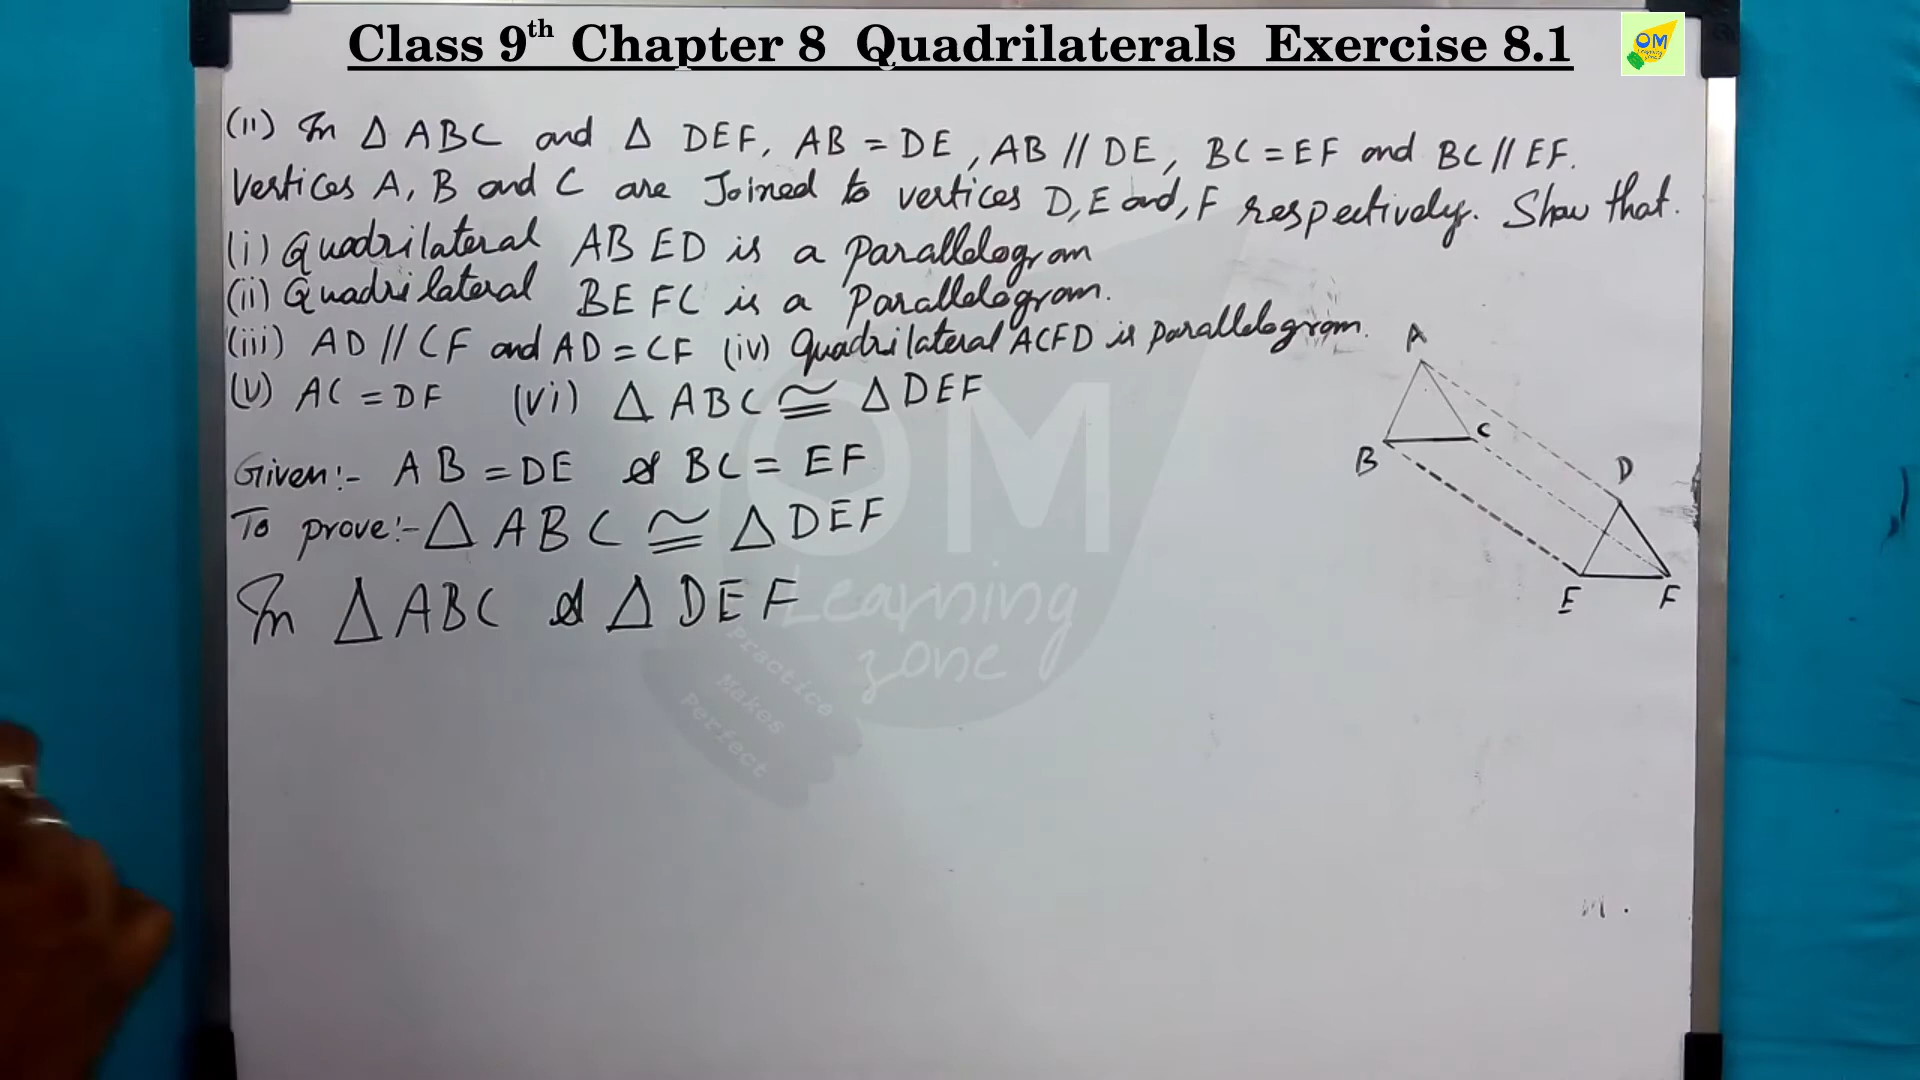 Class 9th Chapter 8 Quadrilaterals Exercise 8.1
OM
Learning
zone
(11) In Δ ABC and Δ DEF, AB = DE, AB // DE, BC = EF and BC // EF.
Vertices A, B and C are Joined to vertices D, E and, F respectively. Show that.
(i) Quadrilateral ABED is a Parallelogram
(ii) Quadrilateral BEFC is a Parallelogram.
(iii) AD // CF and AD = CF (iv) Quadrilateral ACFD is parallelogram.
(v) AC = DF (vi) Δ ABC ≅ Δ DEF
Given:- AB = DE & BC = EF
To prove:- Δ ABC ≅ Δ DEF
In Δ ABC & Δ DEF
A
B
C
D
E
F
OM
Learning
zone
Practice
Makes
Perfect